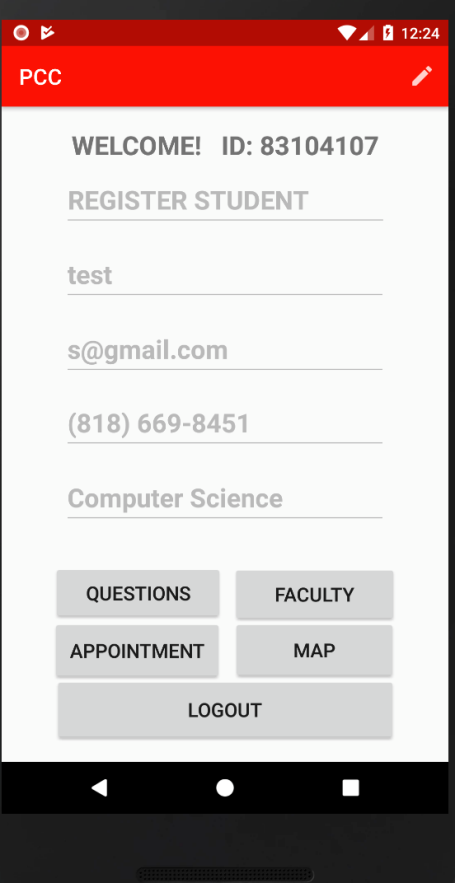 12:24
PCC
WELCOME! ID: 83104107
REGISTER STUDENT
test
s@gmail.com
(818) 669-8451
Computer Science
QUESTIONS FACULTY
APPOINTMENT MAP
LOGOUT